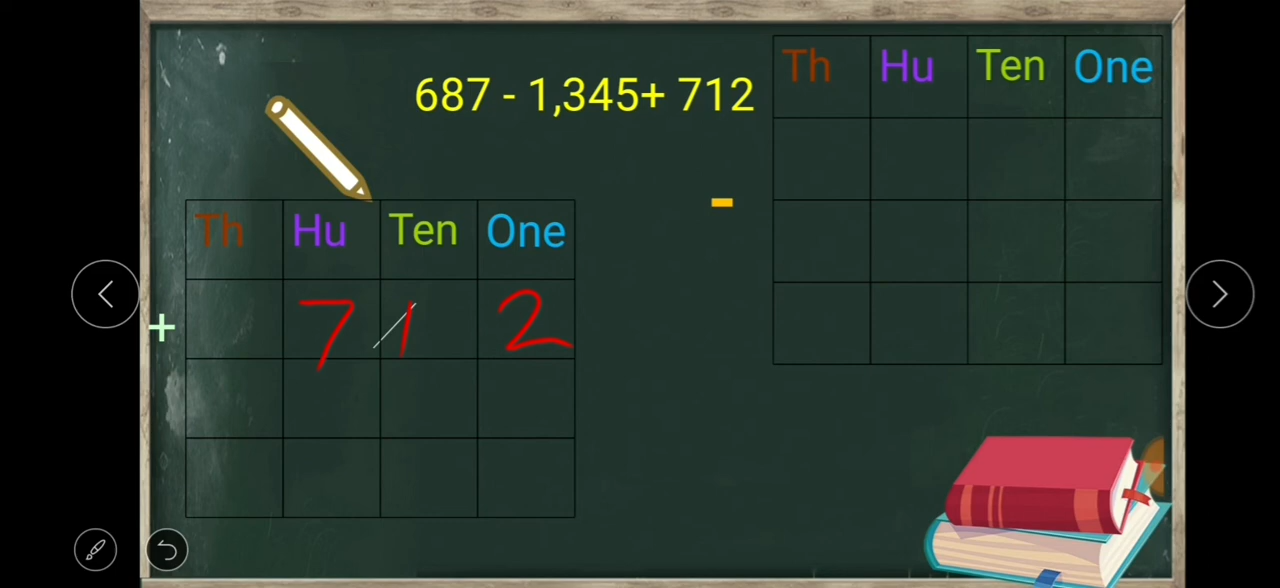 687 - 1,345+ 712
Th Hu Ten One
-
Th Hu Ten One
+ 7 1 2